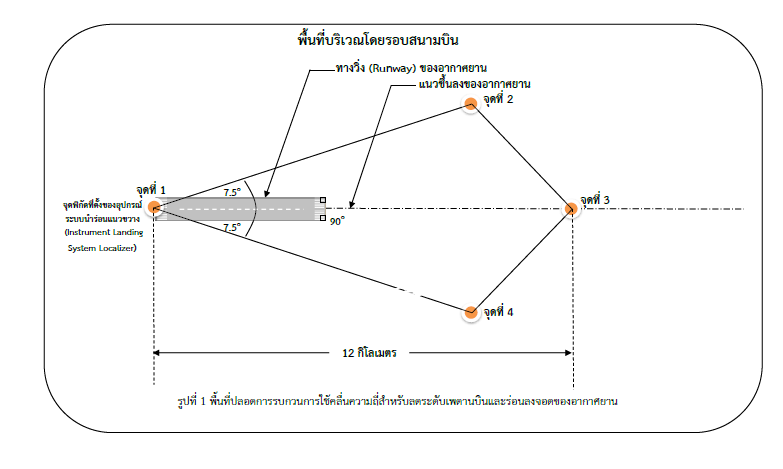 พื้นที่บริเวณโดยรอบสนามบิน
ทางวิ่ง (Runway) ของอากาศยาน
แนวขึ้นลงของอากาศยาน
จุดที่ 2
จุดที่ 1
7.5°
จุดที่ 3
จุดพิกัดที่ตั้งของอุปกรณ์
ระบบนำร่อนแนวขวาง
(Instrument Landing
System Localizer)
90°
7.5°
จุดที่ 4
12 กิโลเมตร
รูปที่ 1 พื้นที่ปลอดการรบกวนการใช้คลื่นความถี่สำหรับลดระดับเพดานบินและร่อนลงจอดของอากาศยาน